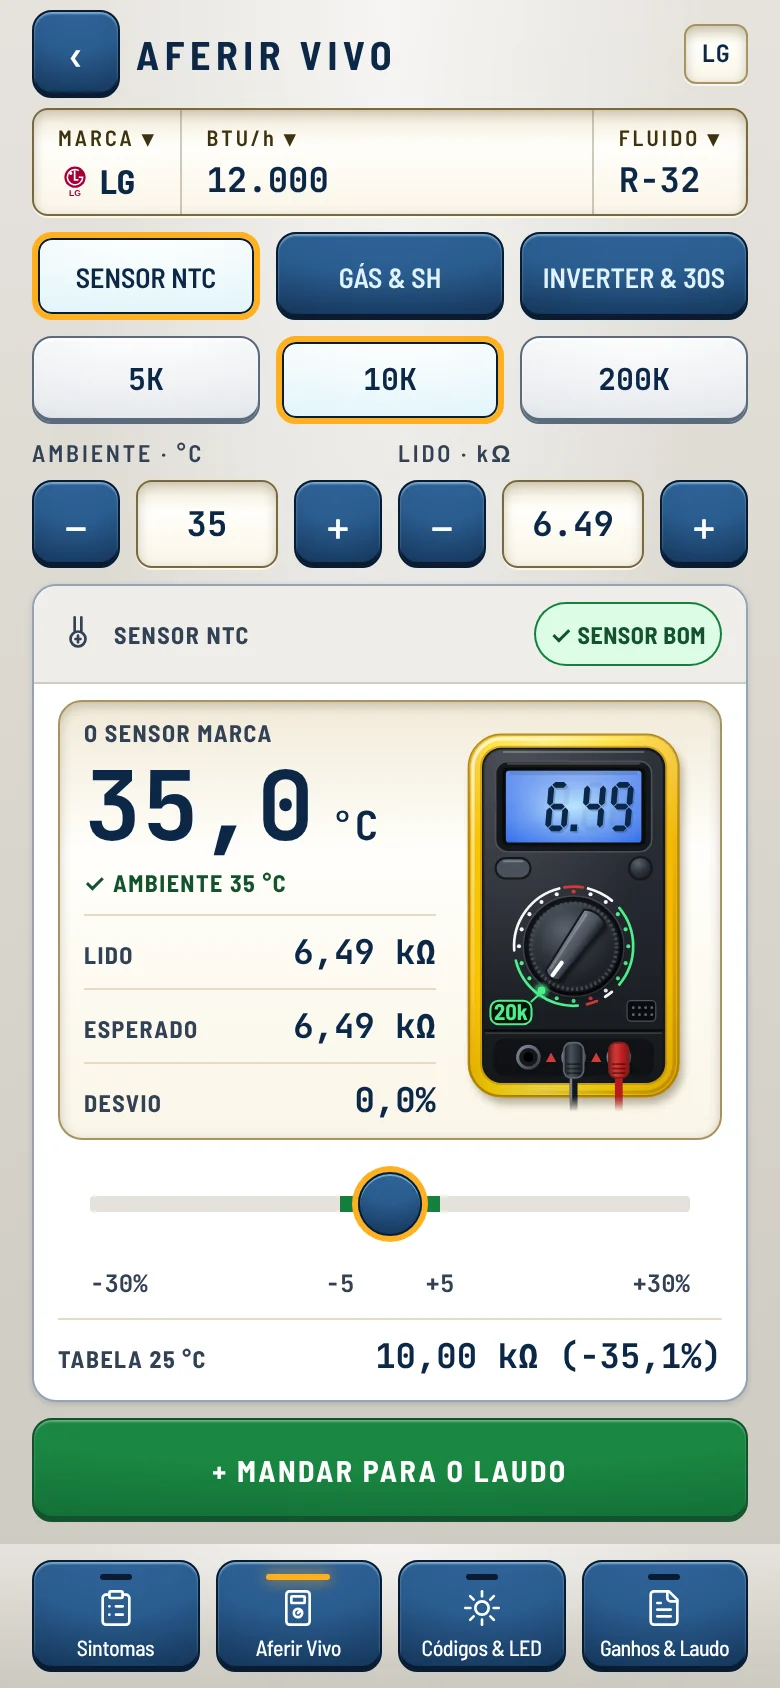 ‹ AFERIR VIVO LG
MARCA ▼ BTU/h ▼ FLUIDO ▼
LG LG 12.000 R-32
SENSOR NTC GÁS & SH INVERTER & 30S
5K 10K 200K
AMBIENTE · °C LIDO · kΩ
− 35 + − 6.49 +
SENSOR NTC ✓ SENSOR BOM
O SENSOR MARCA
35,0 °C
6.49
✓ AMBIENTE 35 °C
LIDO 6,49 kΩ
20k
ESPERADO 6,49 kΩ
DESVIO 0,0%
-30% -5 +5 +30%
TABELA 25 °C 10,00 kΩ (-35,1%)
+ MANDAR PARA O LAUDO
Sintomas Aferir Vivo Códigos & LED Ganhos & Laudo